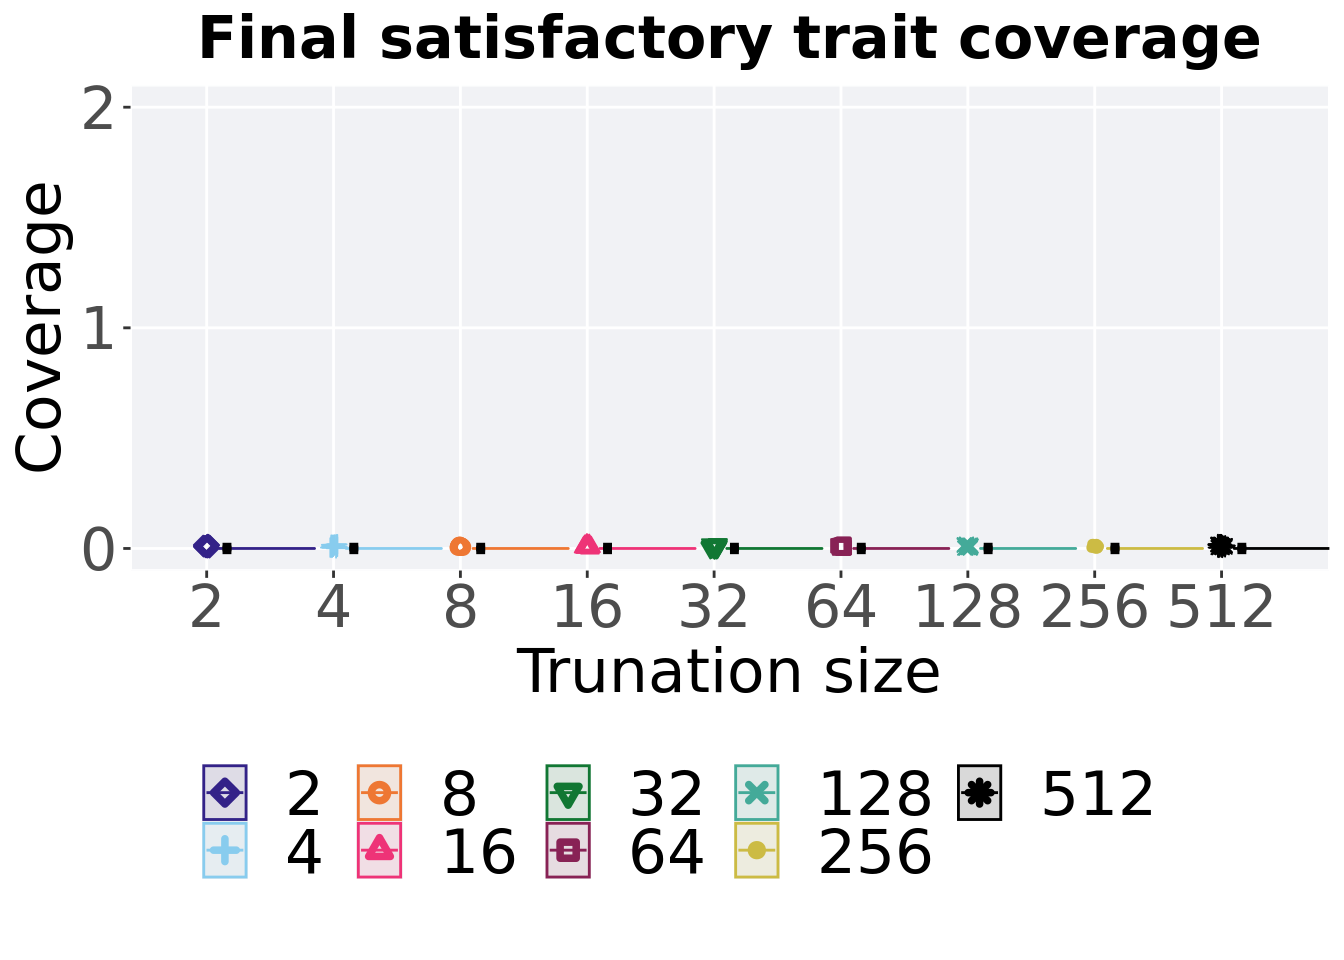 Final satisfactory trait coverage
Coverage
2
1
0
2 4 8 16 32 64 128 256 512
Trunation size
2 8 32 128 512
4 16 64 256